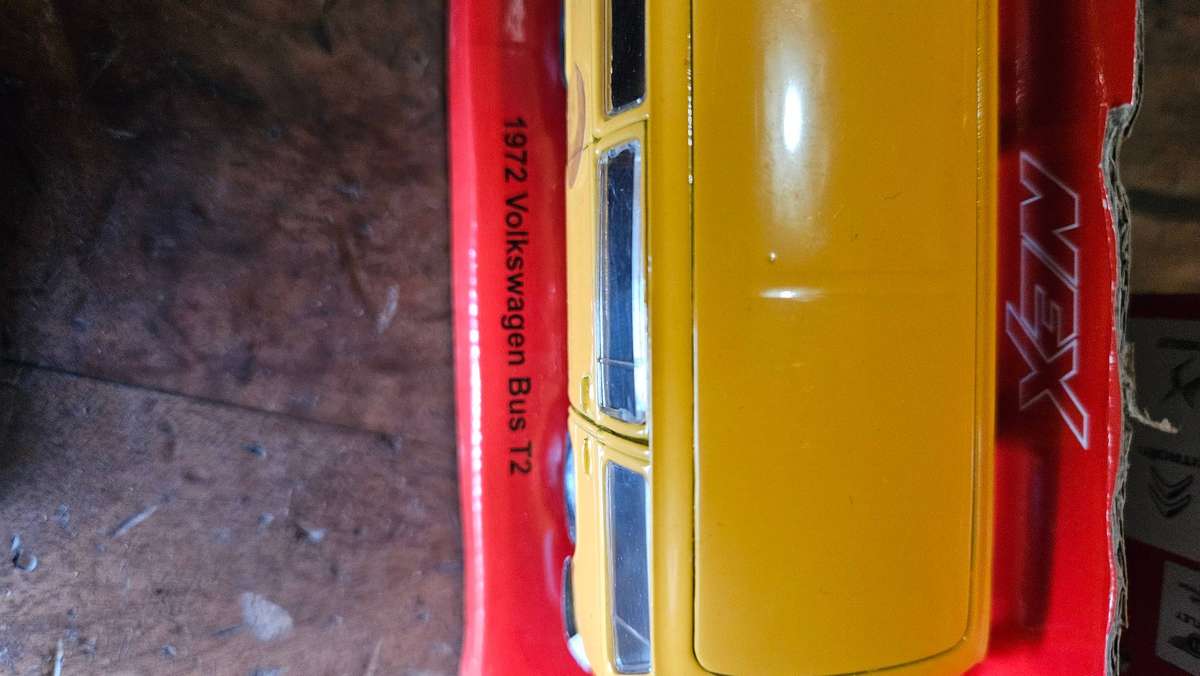 1972 Volkswagen Bus T2
NEX